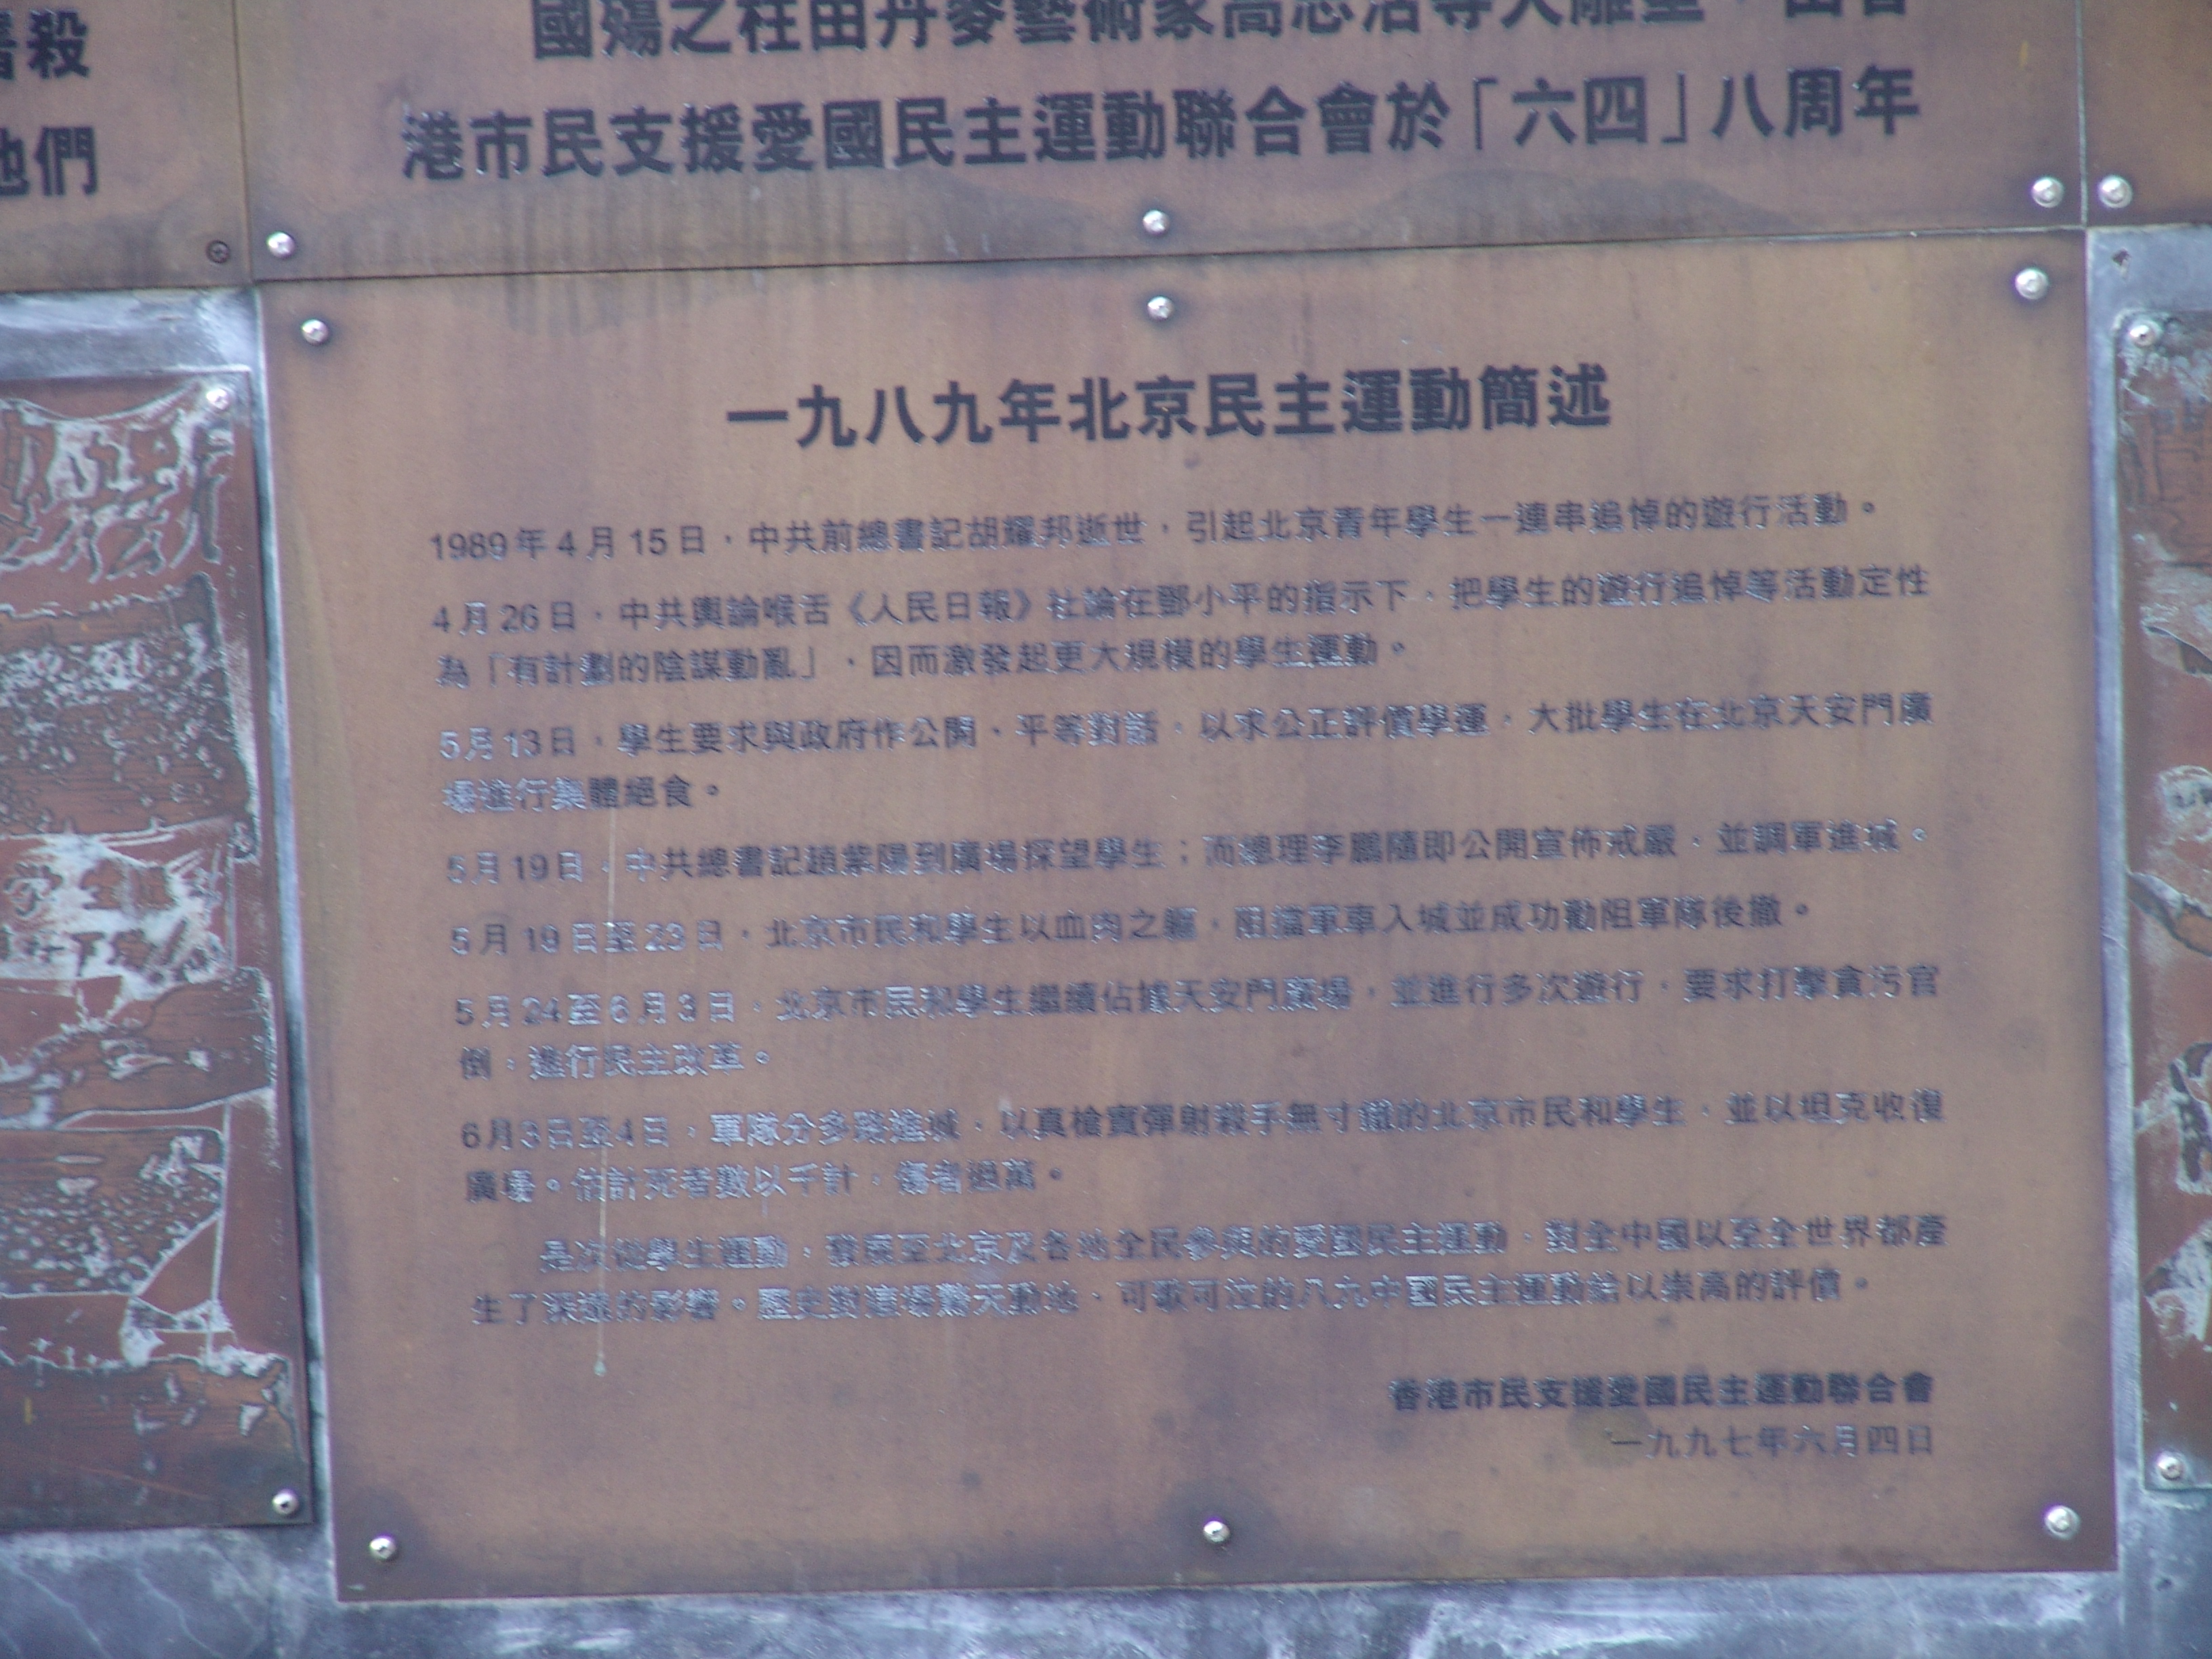 屠殺
他們
國殤之柱由丹麥藝術家高志活等人雕塑，由香
港市民支援愛國民主運動聯合會於「六四」八周年
一九八九年北京民主運動簡述
1989年4月15日，中共前總書記胡耀邦逝世，引起北京青年學生一連串追悼的遊行活動。
4月26日，中共輿論喉舌《人民日報》社論在鄧小平的指示下，把學生的遊行追悼等活動定性
為「有計劃的陰謀動亂」，因而激發起更大規模的學生運動。
5月13日，學生要求與政府作公開、平等對話，以求公正評價學運，大批學生在北京天安門廣
場進行集體絕食。
5月19日，中共總書記趙紫陽到廣場探望學生；而總理李鵬隨即公開宣佈戒嚴，並調軍進城。
5月19日至23日，北京市民和學生以血肉之軀，阻擋軍車入城並成功勸阻軍隊後撤。
5月24至6月3日，北京市民和學生繼續佔據天安門廣場，並進行多次遊行，要求打擊貪污官
倒，進行民主改革。
6月3日至4日，軍隊分多路進城，以真槍實彈射殺手無寸鐵的北京市民和學生，並以坦克收復
廣場。估計死者數以千計，傷者過萬。
是次從學生運動，發展至北京及各地全民參與的愛國民主運動，對全中國以至全世界都產
生了深遠的影響。歷史對這場驚天動地、可歌可泣的八九中國民主運動給以崇高的評價。
香港市民支援愛國民主運動聯合會
一九九七年六月四日